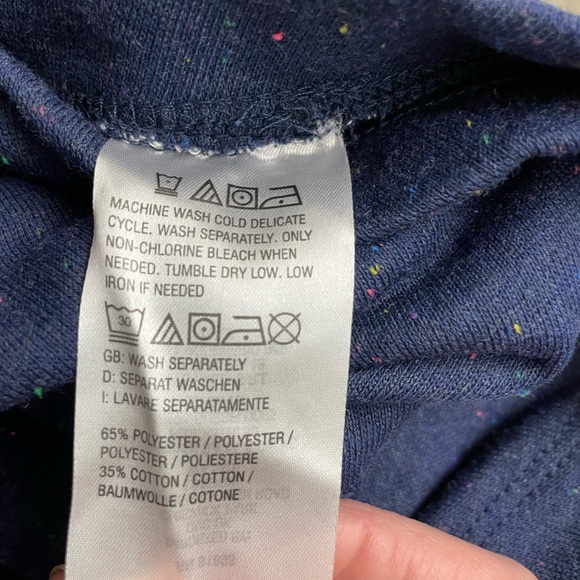 MACHINE WASH COLD DELICATE
CYCLE. WASH SEPARATELY. ONLY
NON-CHLORINE BLEACH WHEN
NEEDED. TUMBLE DRY LOW. LOW
IRON IF NEEDED
30
GB: WASH SEPARATELY
D: SEPARAT WASCHEN
I: LAVARE SEPARATAMENTE
65% POLYESTER / POLYESTER /
POLYESTER / POLIESTERE
35% COTTON / COTTON /
BAUMWOLLE / COTONE